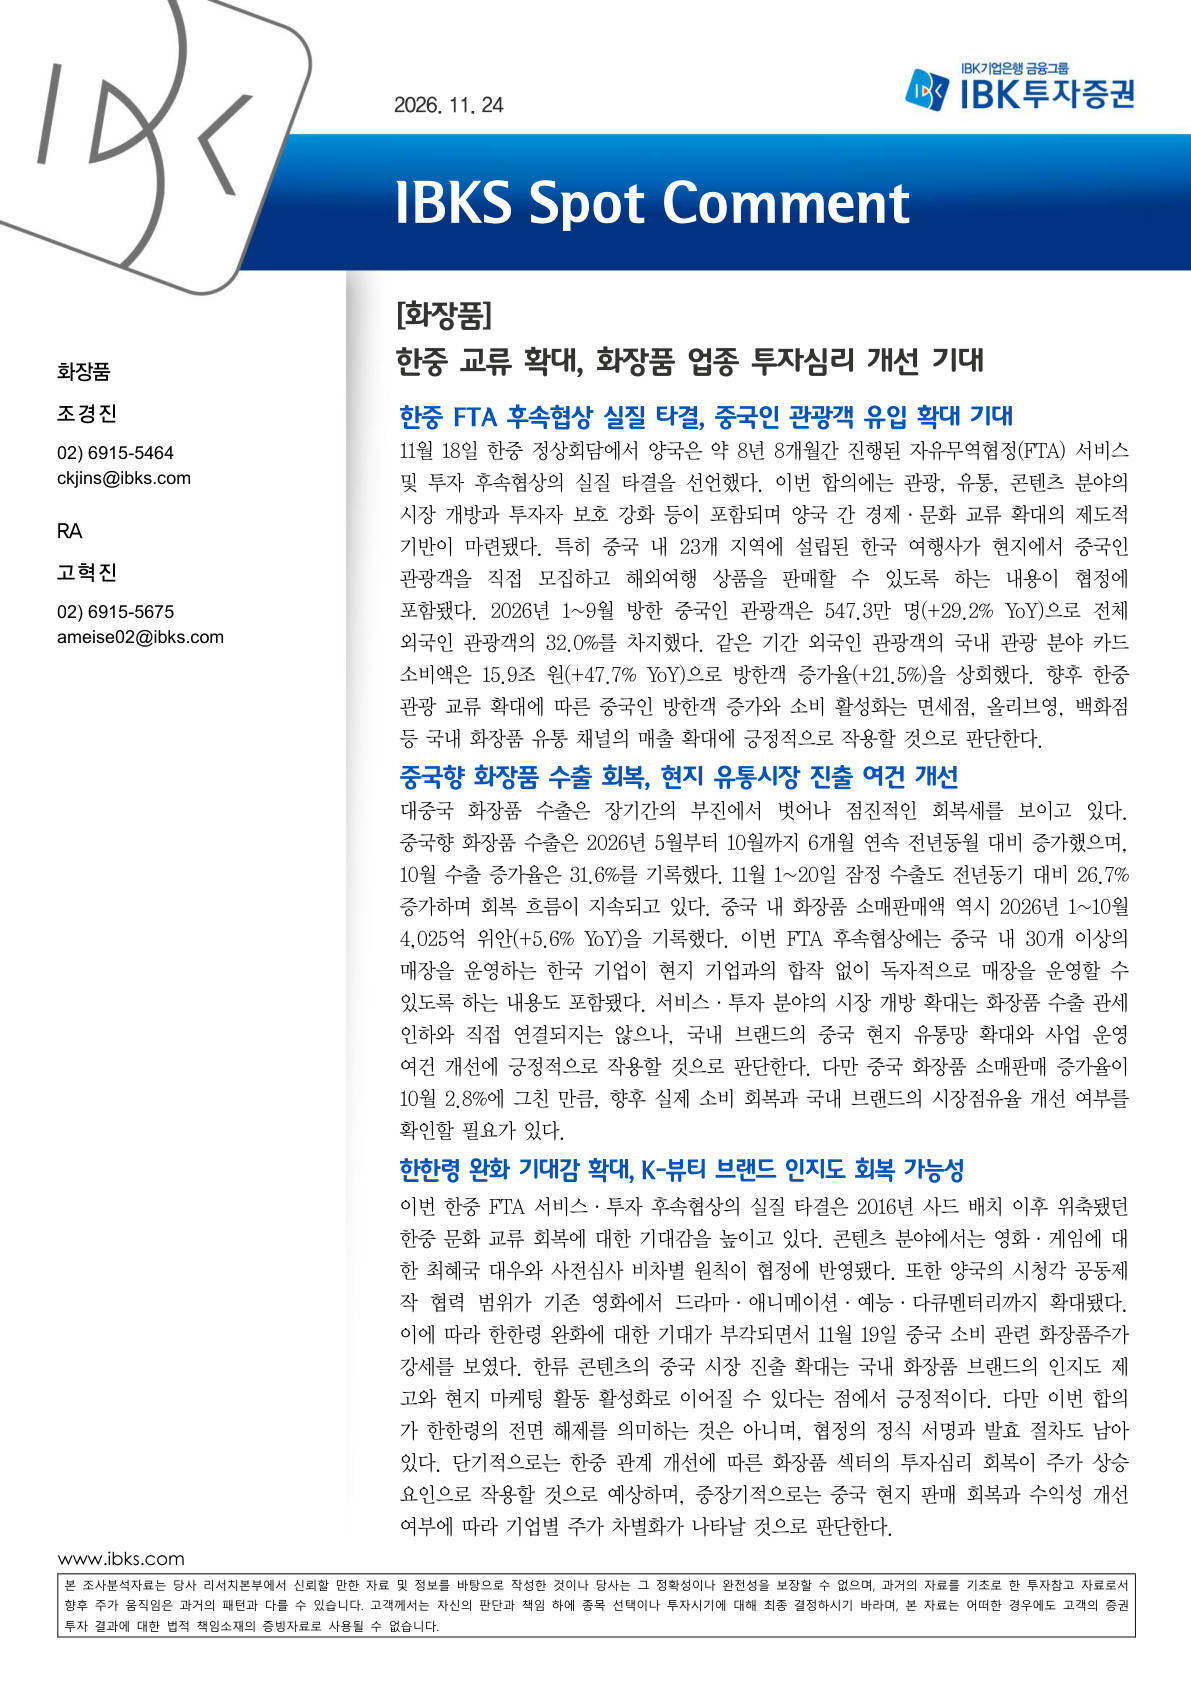 IBK
2026. 11. 24
IBK기업은행 금융그룹
IBK투자증권
IBKS Spot Comment
화장품
조경진
02) 6915-5464
ckjins@ibks.com
RA
고혁진
02) 6915-5675
ameise02@ibks.com
[화장품]
한중 교류 확대, 화장품 업종 투자심리 개선 기대
한중 FTA 후속협상 실질 타결, 중국인 관광객 유입 확대 기대
11월 18일 한중 정상회담에서 양국은 약 8년 8개월간 진행된 자유무역협정(FTA) 서비스
및 투자 후속협상의 실질 타결을 선언했다. 이번 합의에는 관광, 유통, 콘텐츠 분야의
시장 개방과 투자자 보호 강화 등이 포함되며 양국 간 경제·문화 교류 확대의 제도적
기반이 마련됐다. 특히 중국 내 23개 지역에 설립된 한국 여행사가 현지에서 중국인
관광객을 직접 모집하고 해외여행 상품을 판매할 수 있도록 하는 내용이 협정에
포함됐다. 2026년 1~9월 방한 중국인 관광객은 547.3만 명(+29.2% YoY)으로 전체
외국인 관광객의 32.0%를 차지했다. 같은 기간 외국인 관광객의 국내 관광 분야 카드
소비액은 15.9조 원(+47.7% YoY)으로 방한객 증가율(+21.5%)을 상회했다. 향후 한중
관광 교류 확대에 따른 중국인 방한객 증가와 소비 활성화는 면세점, 올리브영, 백화점
등 국내 화장품 유통 채널의 매출 확대에 긍정적으로 작용할 것으로 판단한다.
중국향 화장품 수출 회복, 현지 유통시장 진출 여건 개선
대중국 화장품 수출은 장기간의 부진에서 벗어나 점진적인 회복세를 보이고 있다.
중국향 화장품 수출은 2026년 5월부터 10월까지 6개월 연속 전년동월 대비 증가했으며,
10월 수출 증가율은 31.6%를 기록했다. 11월 1~20일 잠정 수출도 전년동기 대비 26.7%
증가하며 회복 흐름이 지속되고 있다. 중국 내 화장품 소매판매액 역시 2026년 1~10월
4,025억 위안(+5.6% YoY)을 기록했다. 이번 FTA 후속협상에는 중국 내 30개 이상의
매장을 운영하는 한국 기업이 현지 기업과의 합작 없이 독자적으로 매장을 운영할 수
있도록 하는 내용도 포함됐다. 서비스·투자 분야의 시장 개방 확대는 화장품 수출 관세
인하와 직접 연결되지는 않으나, 국내 브랜드의 중국 현지 유통망 확대와 사업 운영
여건 개선에 긍정적으로 작용할 것으로 판단한다. 다만 중국 화장품 소매판매 증가율이
10월 2.8%에 그친 만큼, 향후 실제 소비 회복과 국내 브랜드의 시장점유율 개선 여부를
확인할 필요가 있다.
한한령 완화 기대감 확대, K-뷰티 브랜드 인지도 회복 가능성
이번 한중 FTA 서비스·투자 후속협상의 실질 타결은 2016년 사드 배치 이후 위축됐던
한중 문화 교류 회복에 대한 기대감을 높이고 있다. 콘텐츠 분야에서는 영화·게임에 대
한 최혜국 대우와 사전심사 비차별 원칙이 협정에 반영됐다. 또한 양국의 시청각 공동제
작 협력 범위가 기존 영화에서 드라마·애니메이션·예능·다큐멘터리까지 확대됐다.
이에 따라 한한령 완화에 대한 기대가 부각되면서 11월 19일 중국 소비 관련 화장품주가
강세를 보였다. 한류 콘텐츠의 중국 시장 진출 확대는 국내 화장품 브랜드의 인지도 제
고와 현지 마케팅 활동 활성화로 이어질 수 있다는 점에서 긍정적이다. 다만 이번 합의
가 한한령의 전면 해제를 의미하는 것은 아니며, 협정의 정식 서명과 발효 절차도 남아
있다. 단기적으로는 한중 관계 개선에 따른 화장품 섹터의 투자심리 회복이 주가 상승
요인으로 작용할 것으로 예상하며, 중장기적으로는 중국 현지 판매 회복과 수익성 개선
여부에 따라 기업별 주가 차별화가 나타날 것으로 판단한다.
www.ibks.com
본 조사분석자료는 당사 리서치본부에서 신뢰할 만한 자료 및 정보를 바탕으로 작성한 것이나 당사는 그 정확성이나 완전성을 보장할 수 없으며, 과거의 자료를 기초로 한 투자참고 자료로서
향후 주가 움직임은 과거의 패턴과 다를 수 있습니다. 고객께서는 자신의 판단과 책임 하에 종목 선택이나 투자시기에 대해 최종 결정하시기 바라며, 본 자료는 어떠한 경우에도 고객의 증권
투자 결과에 대한 법적 책임소재의 증빙자료로 사용될 수 없습니다.